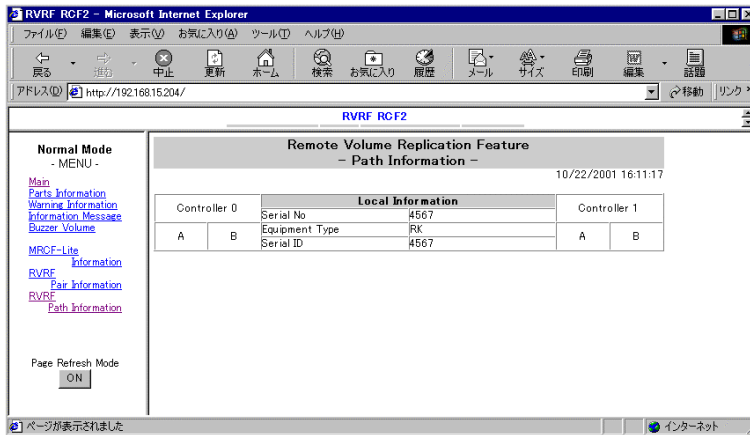 RVRF RCF2 - Microsoft Internet Explorer
ファイル(F) 編集(E) 表示(V) お気に入り(A) ツール(T) ヘルプ(H)
戻る 進む 中止 更新 ホーム 検索 お気に入り 履歴 メール サイズ 印刷 編集 話題
アドレス(D) http://192.168.15.204/ 移動 リンク »
RVRF RCF2
Normal Mode
- MENU -
Main
Parts Information
Warning Information
Information Message
Buzzer Volume
MRCF-Lite
Information
RVRF
Pair Information
RVRF
Path Information
Page Refresh Mode
ON
Remote Volume Replication Feature
- Path Information -
10/22/2001 16:11:17
Controller 0 Local Information Controller 1
Serial No 4567
A B Equipment Type RK A B
Serial ID 4567
ページが表示されました インターネット